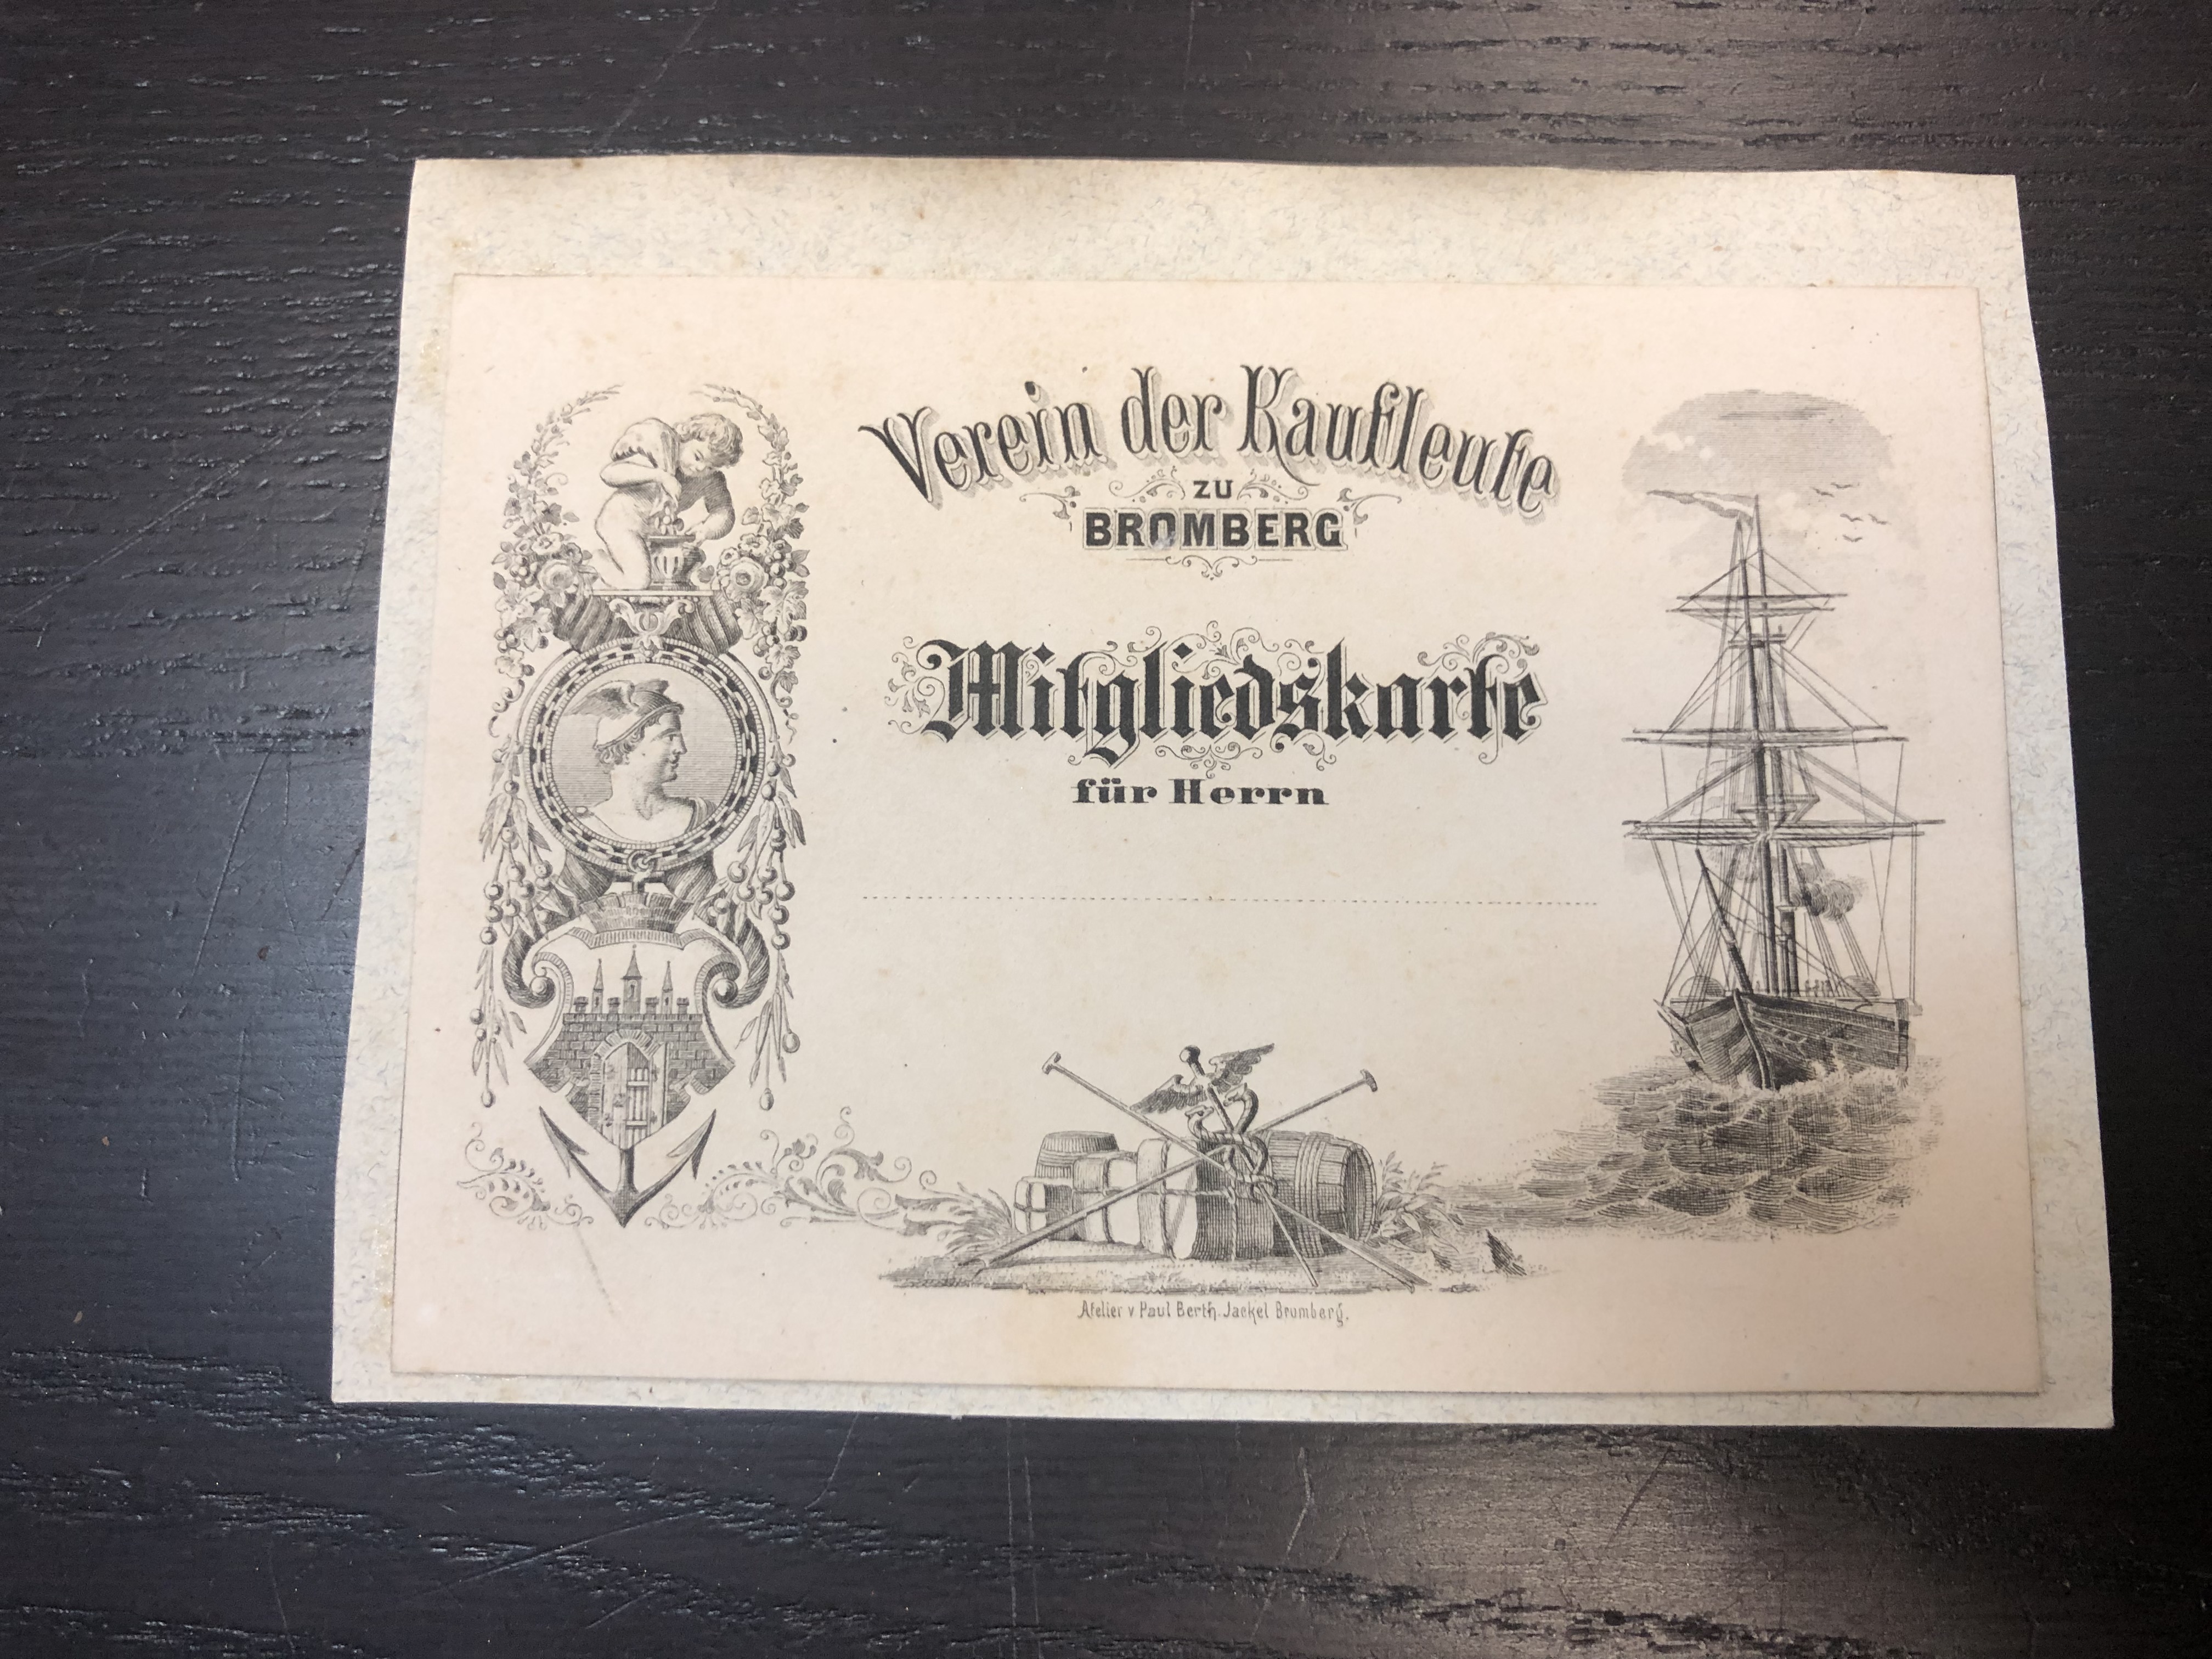 Verein der Kaufleute
ZU
BROMBERG
Mitgliedskarte
für Herrn
Atelier v Paul Berth. Jaekel Bromberg.